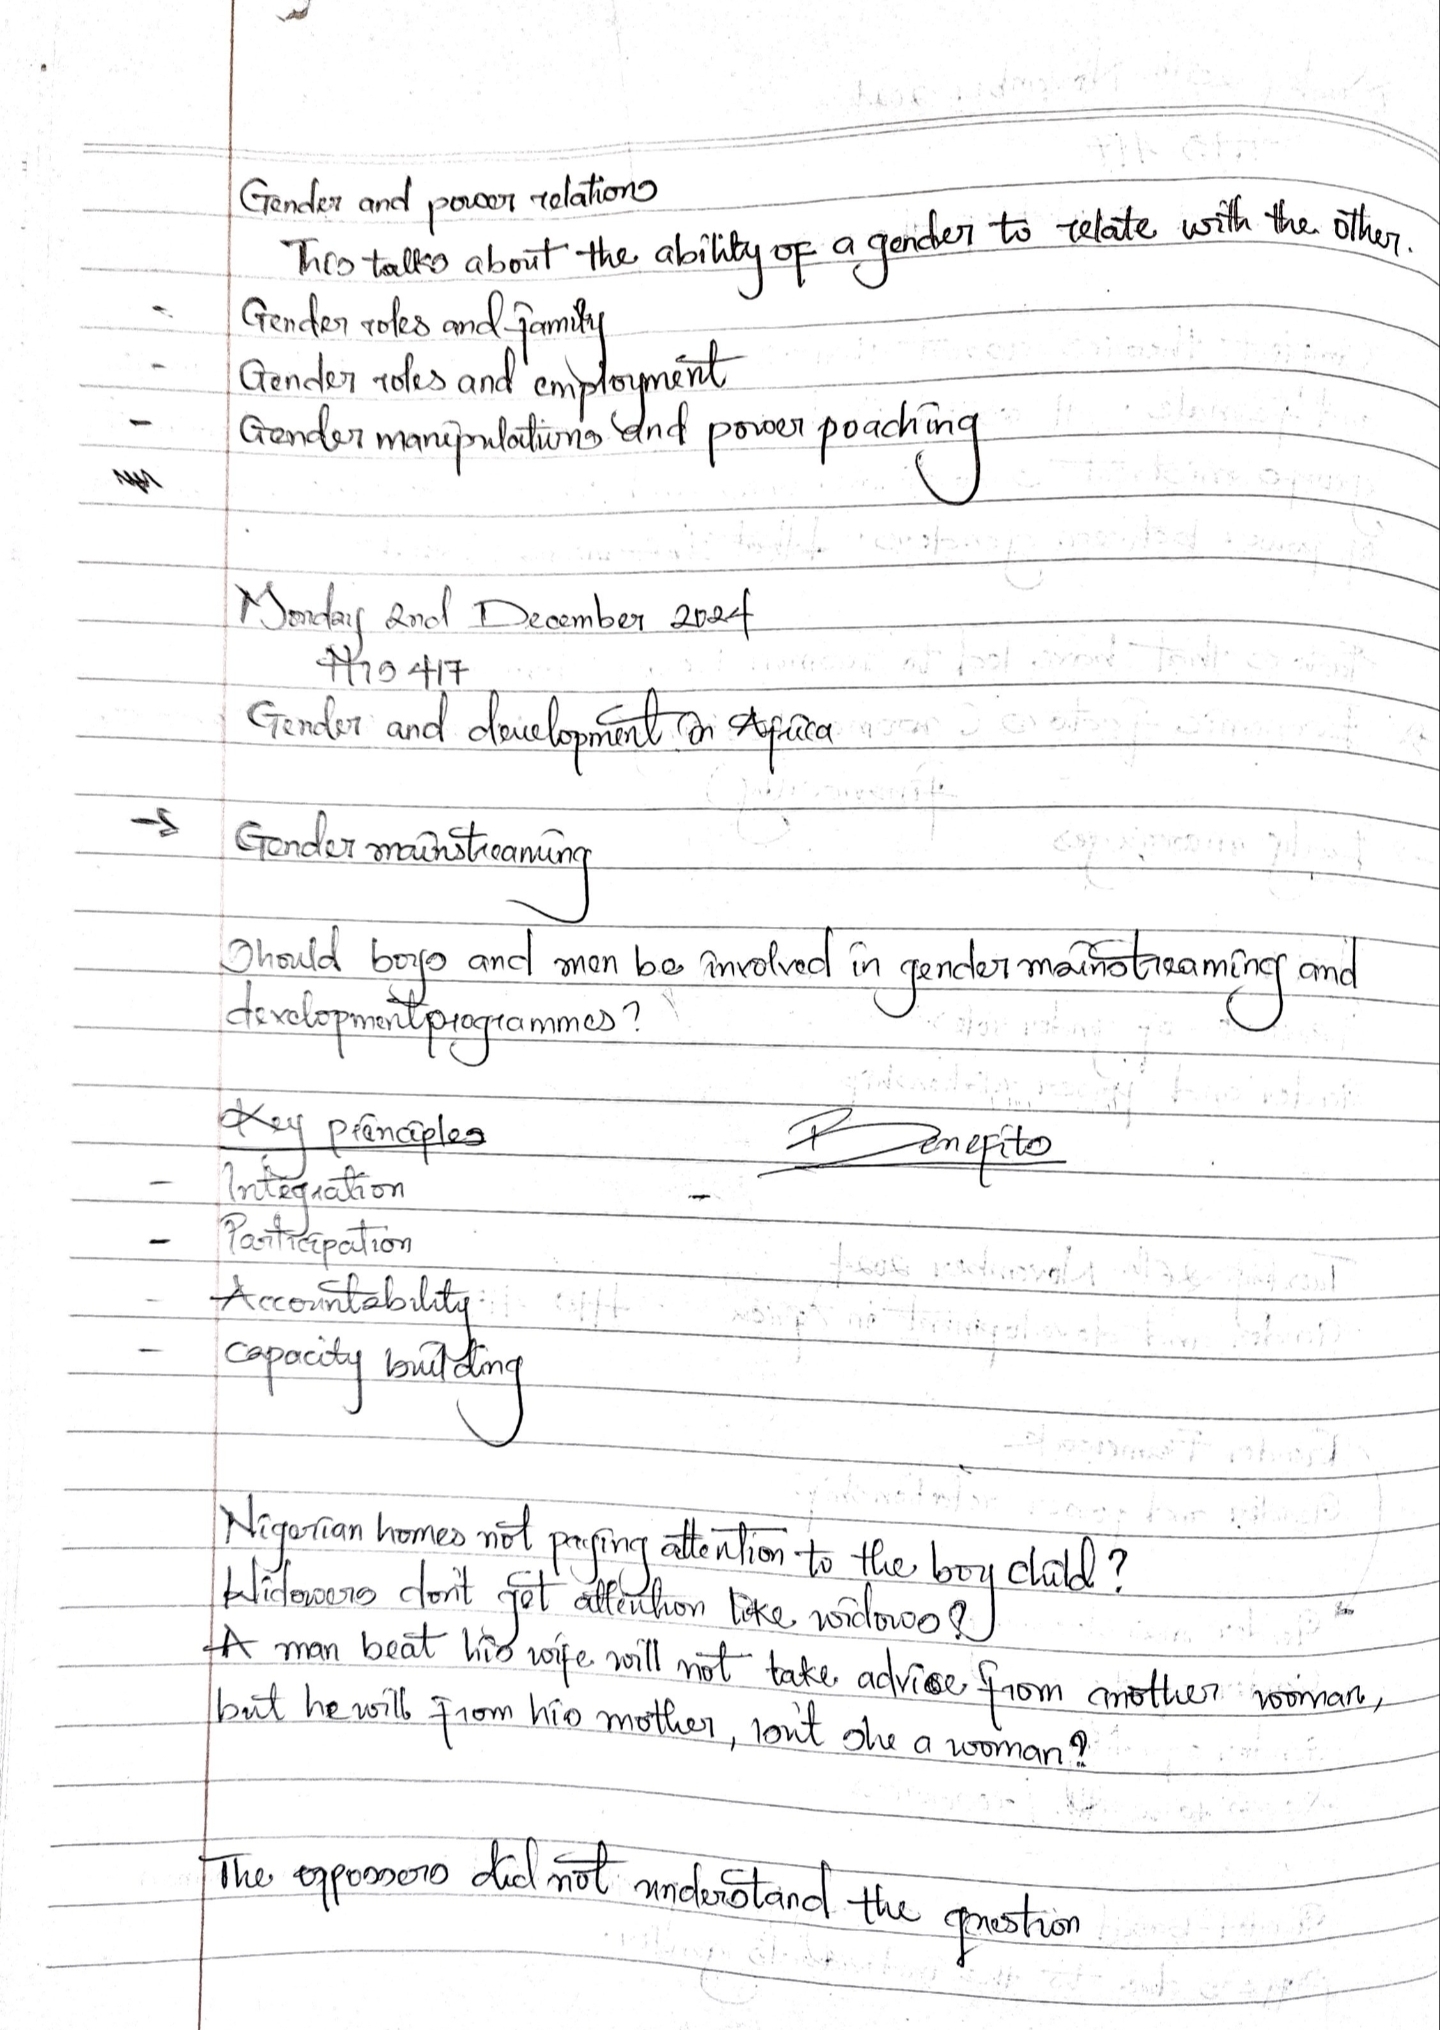 Gender and power relations
This talks about the ability of a gender to relate with the other.
- Gender roles and family
- Gender roles and employment
- Gender manipulations and power poaching
Monday 2nd December 2024
HIS 417
Gender and development in Africa
→ Gender mainstreaming
Should boys and men be involved in gender mainstreaming and
development programmes?
Key principles Benefits
- Integration -
- Participation
- Accountability
- capacity building
Nigerian homes not paying attention to the boy child?
Widowers don't get attention like widows?
A man beat his wife will not take advice from another woman,
but he will from his mother, isn't she a woman?
The opposers did not understand the question